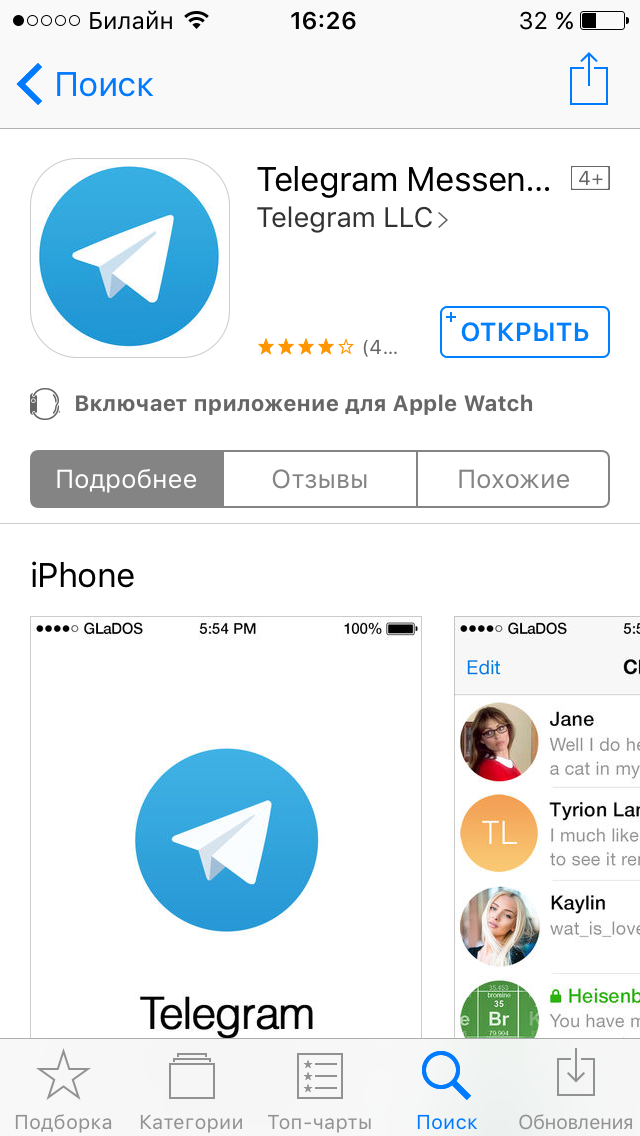 Билайн 16:26 32 %
Поиск
Telegram Messen... 4+
Telegram LLC
(4...
+ ОТКРЫТЬ
Включает приложение для Apple Watch
Подробнее Отзывы Похожие
iPhone
GLaDOS 5:54 PM 100%
Telegram
GLaDOS 5:5
Edit
Jane
Well I do he
a cat in my
TL
Tyrion Lan
I much like
to see it re
Kaylin
wat_is_love
35.453
bromine
35
Br
79.904
Heisenb
You have m
Подборка Категории Топ-чарты Поиск Обновления